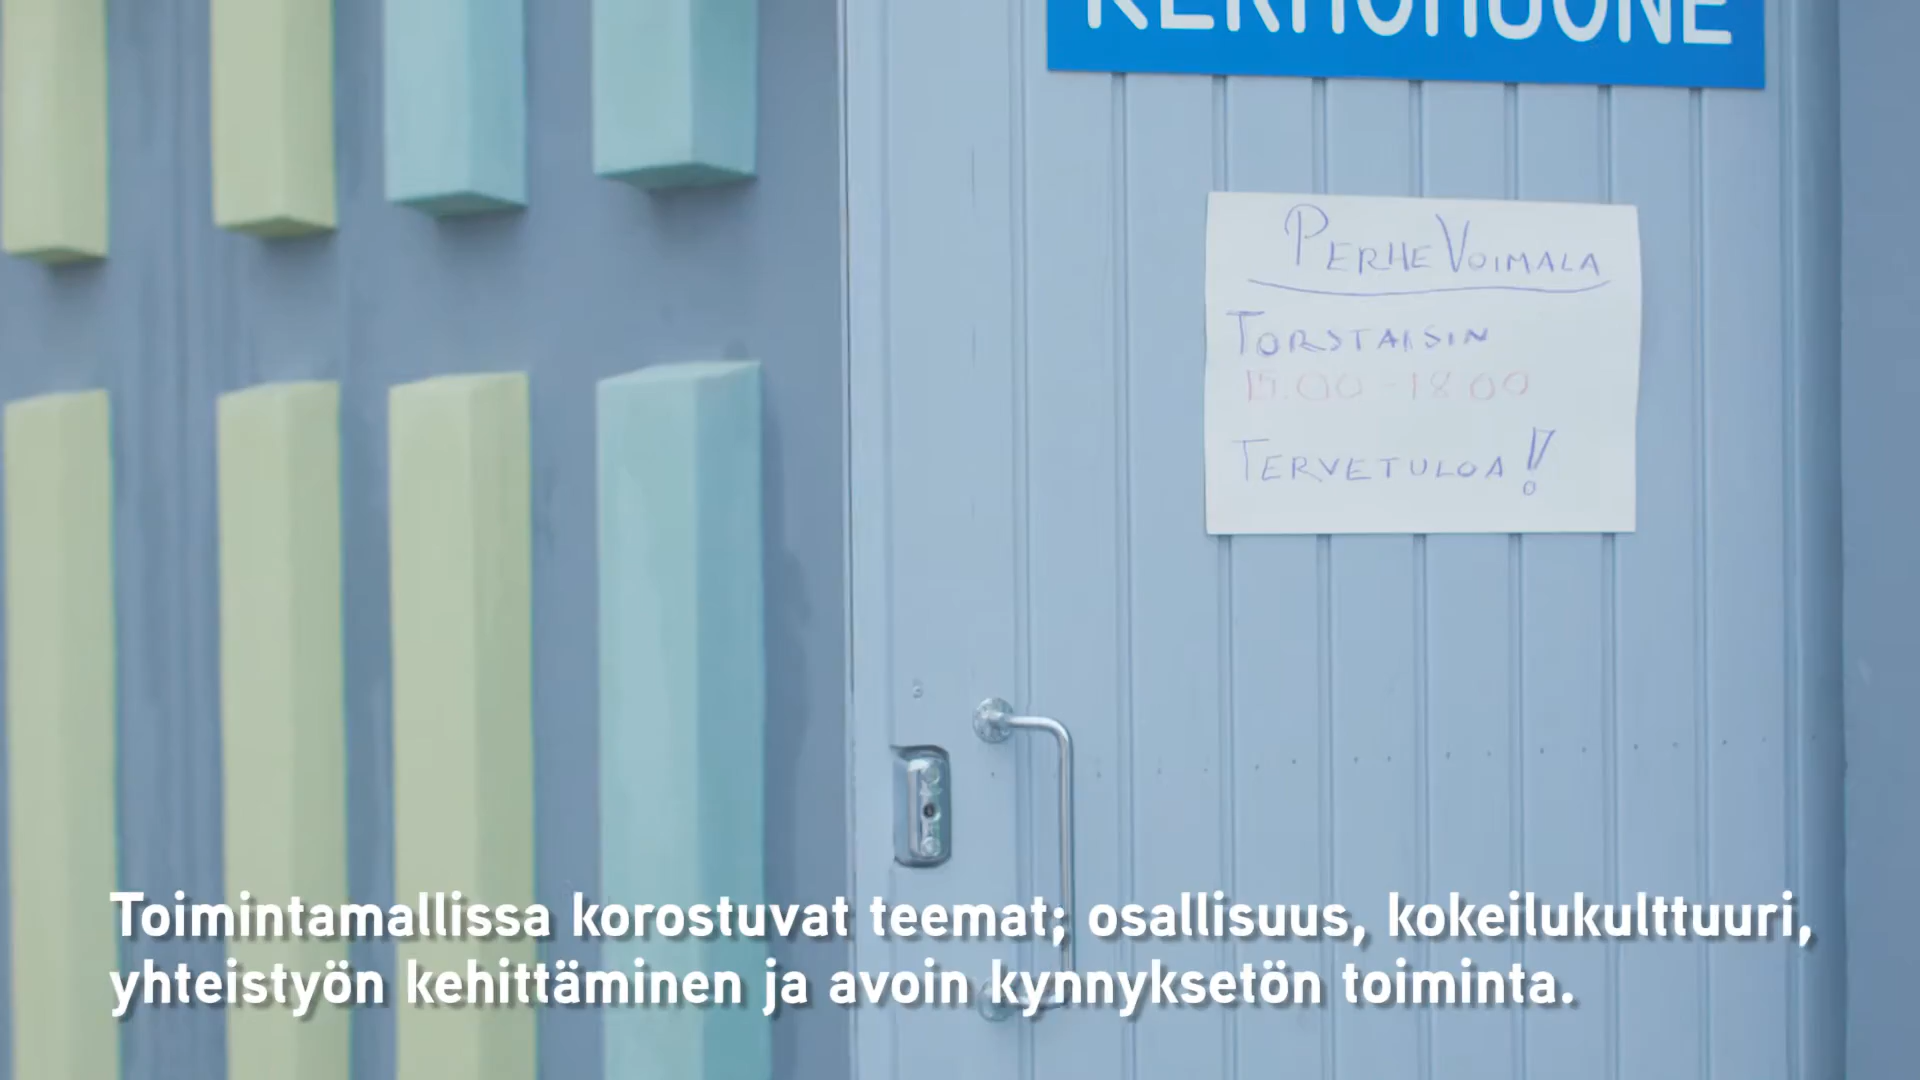 KERHOHUONE
PERHEVOIMALA
TORSTAISIN
15.00-18.00
TERVETULOA!
Toimintamallissa korostuvat teemat; osallisuus, kokeilukulttuuri,
yhteistyön kehittäminen ja avoin kynnyksetön toiminta.